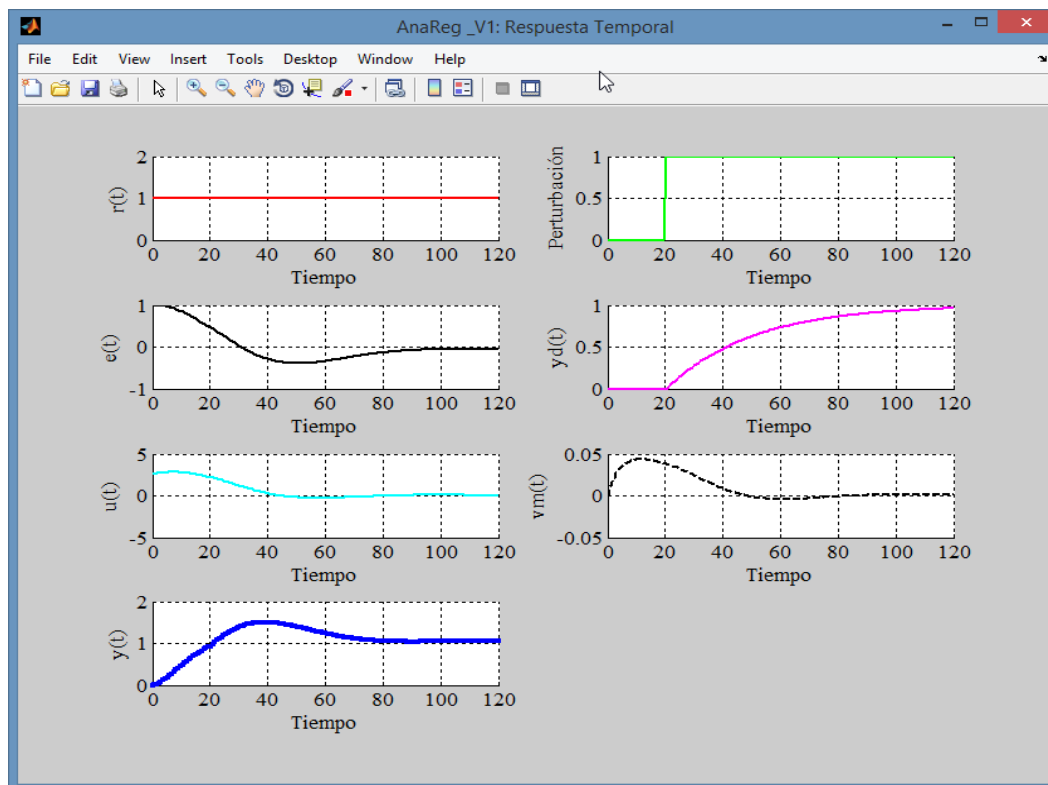 AnaReg _V1: Respuesta Temporal
File Edit View Insert Tools Desktop Window Help
2
1
0
r(t)
0 20 40 60 80 100 120
Tiempo
1
0.5
0
Perturbación
0 20 40 60 80 100 120
Tiempo
1
0
-1
e(t)
0 20 40 60 80 100 120
Tiempo
1
0.5
0
yd(t)
0 20 40 60 80 100 120
Tiempo
5
0
-5
u(t)
0 20 40 60 80 100 120
Tiempo
0.05
0
-0.05
vm(t)
0 20 40 60 80 100 120
Tiempo
2
1
0
y(t)
0 20 40 60 80 100 120
Tiempo